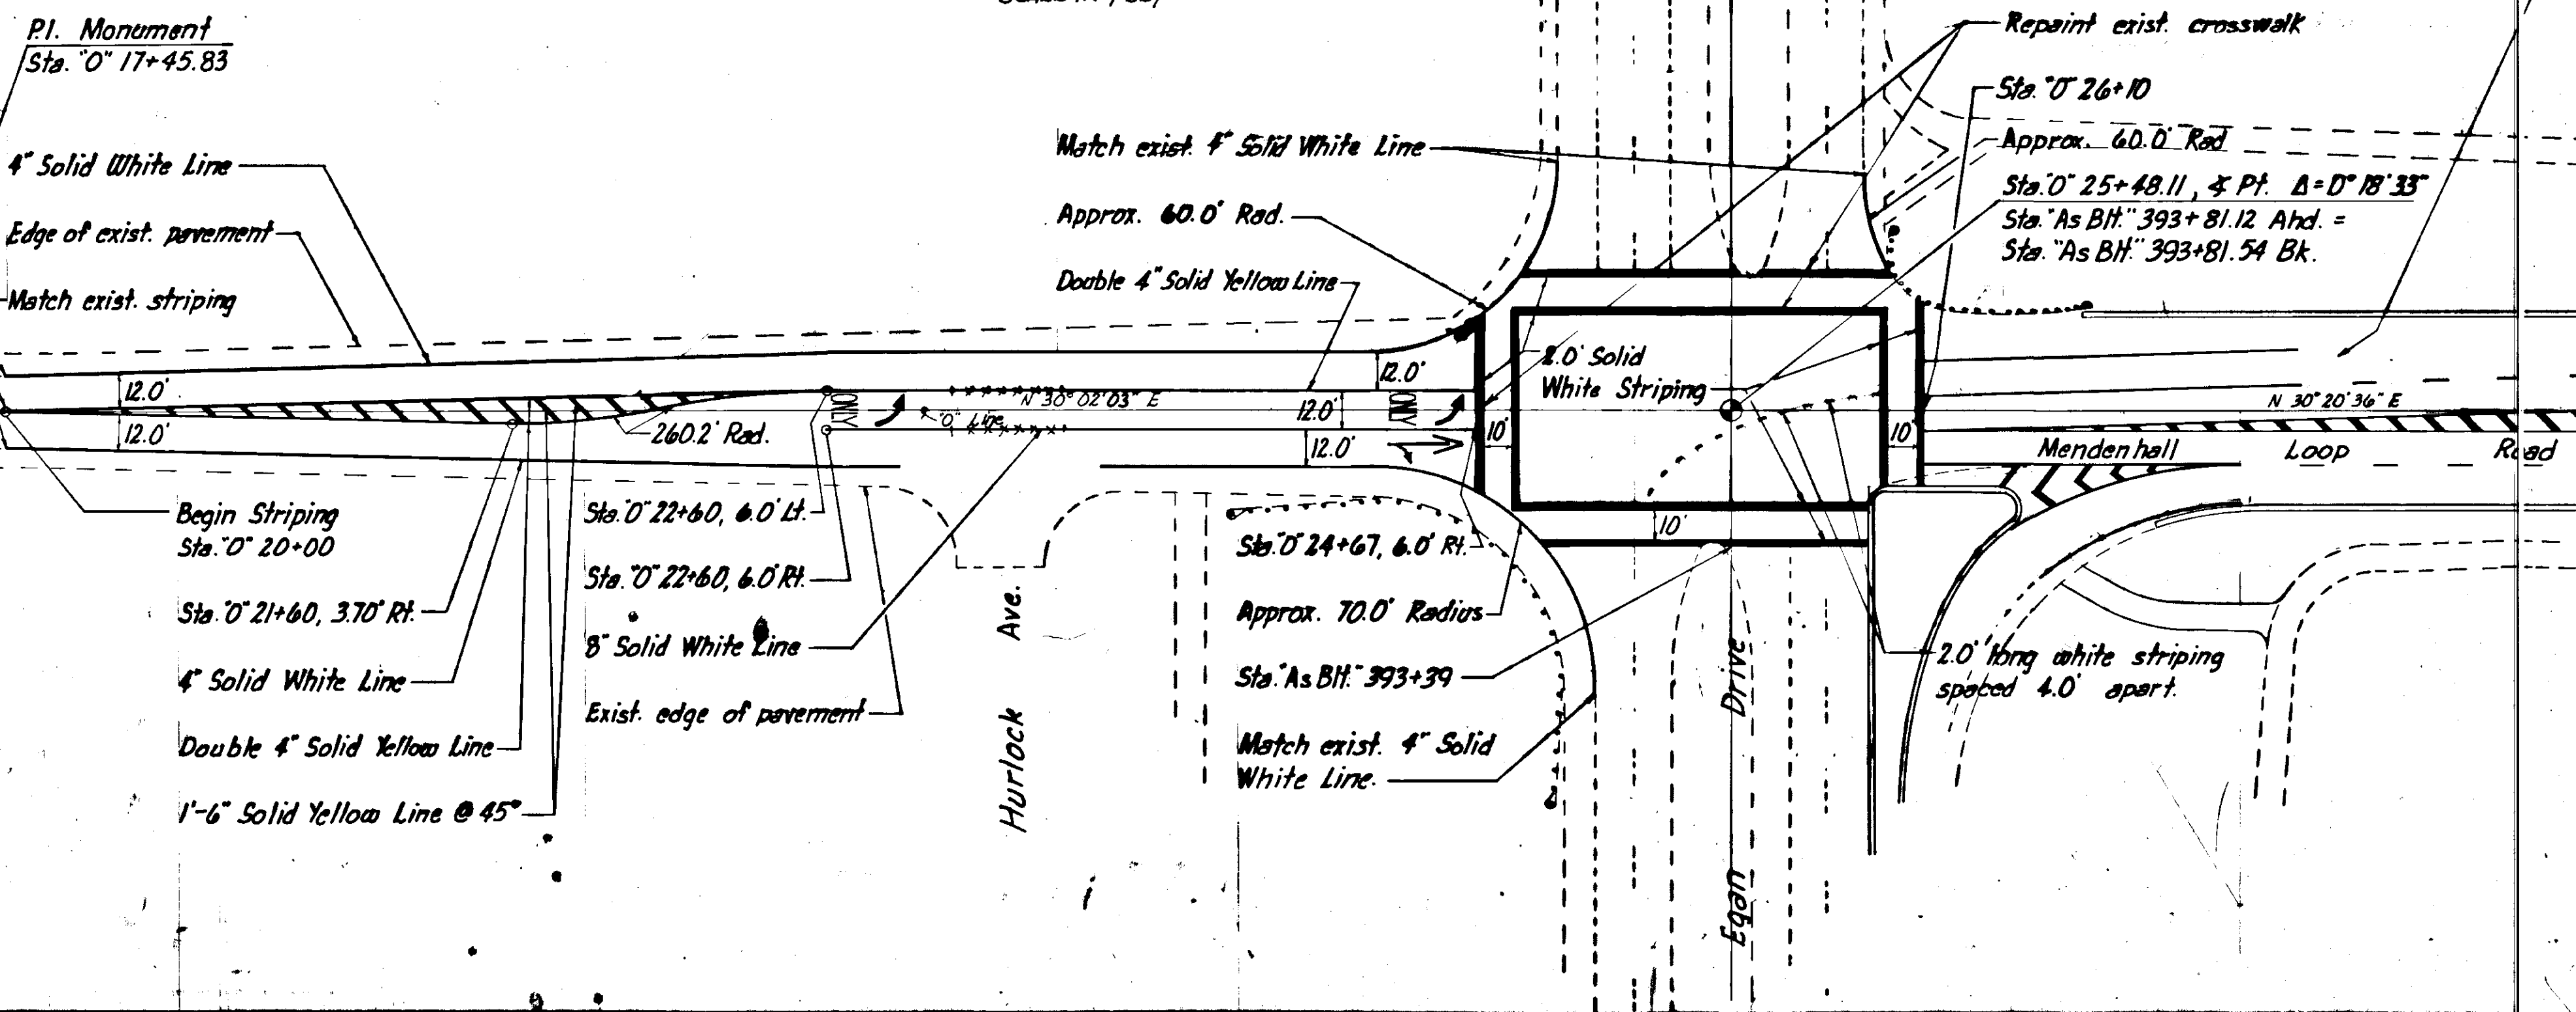 P.I. Monument
Sta. "O" 17+45.83
4" Solid White Line
Edge of exist. pavement
Match exist. striping
12.0'
12.0'
Begin Striping
Sta. "O" 20+00
Sta. "O" 21+60, 3.70' Rt.
4" Solid White Line
Double 4" Solid Yellow Line
1'-6" Solid Yellow Line @ 45°
260.2' Rad.
Sta. "O" 22+60, 6.0' Lt.
Sta. "O" 22+60, 6.0' Rt.
8" Solid White Line
Exist. edge of pavement
ONLY
"O" Line
N 30° 02' 03" E
Hurlock Ave.
Match exist. 4" Solid White Line
Approx. 60.0' Rad.
Double 4" Solid Yellow Line
12.0'
12.0'
12.0'
ONLY
10'
2.0' Solid
White Striping
10'
10'
Sta. "O" 24+67, 6.0' Rt.
Approx. 70.0' Radius
Sta. "As Blt." 393+39
Match exist. 4" Solid
White Line.
Egan Drive
Repaint exist. crosswalk
Sta. "O" 26+10
Approx. 60.0' Rad
Sta. "O" 25+48.11, ∡ Pt. Δ=0° 18' 33"
Sta. "As Blt." 393+81.12 Ahd. =
Sta. "As Blt." 393+81.54 Bk.
N 30° 20' 36" E
Mendenhall Loop Road
2.0' long white striping
spaced 4.0' apart.